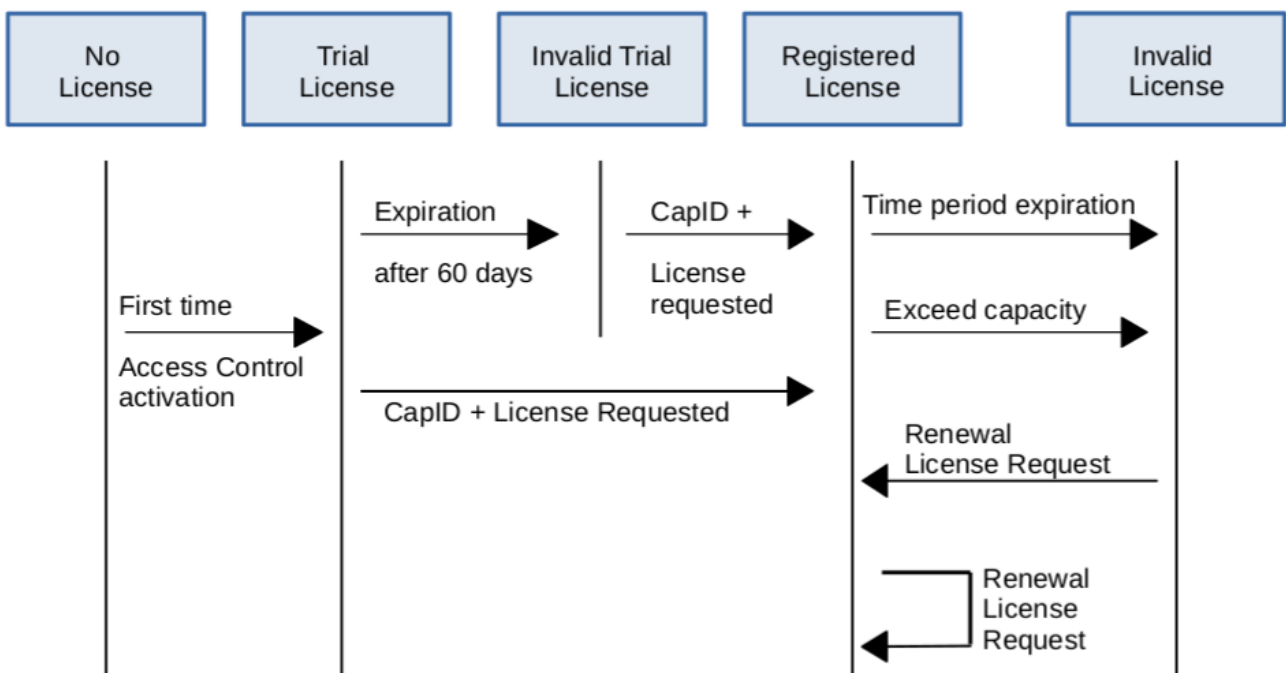 No
License
Trial
License
Invalid Trial
License
Registered
License
Invalid
License
Expiration
after 60 days
CapID +
License
requested
Time period expiration
First time
Access Control
activation
Exceed capacity
CapID + License Requested
Renewal
License Request
Renewal
License
Request